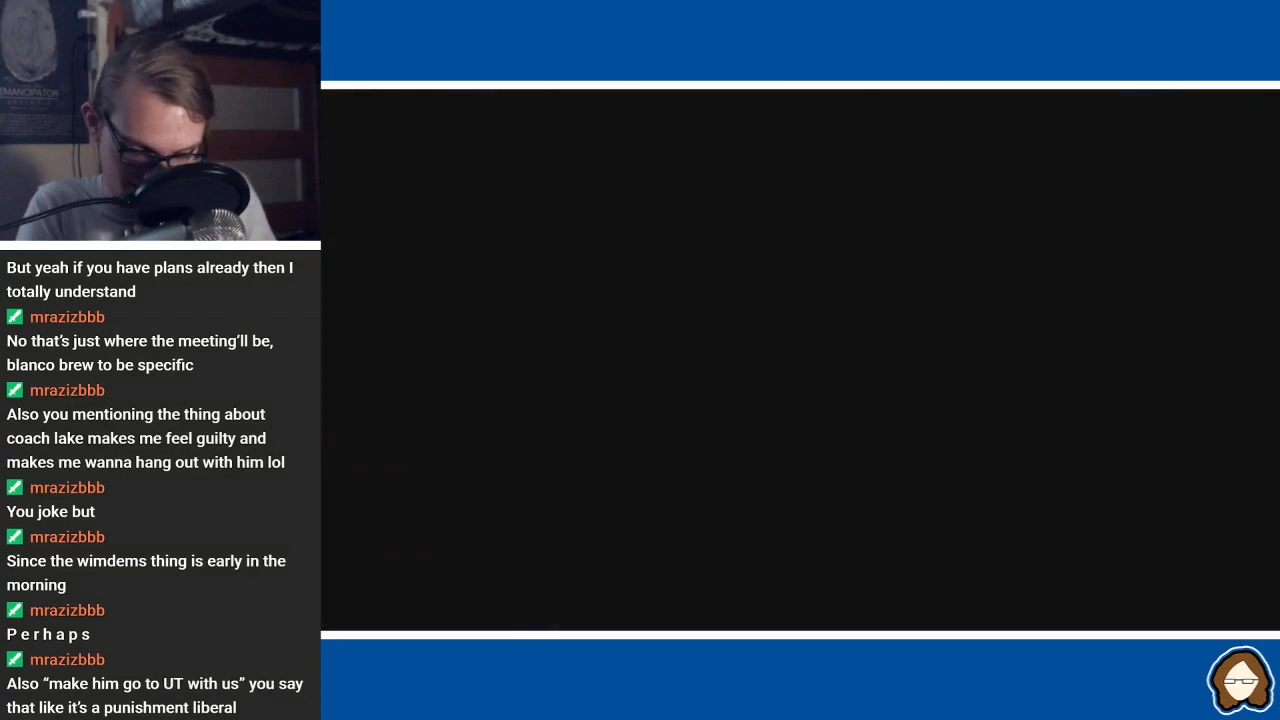 EMANCIPATOR
But yeah if you have plans already then I
totally understand
mrazizbbb
No that’s just where the meeting’ll be,
blanco brew to be specific
mrazizbbb
Also you mentioning the thing about
coach lake makes me feel guilty and
makes me wanna hang out with him lol
mrazizbbb
You joke but
mrazizbbb
Since the wimdems thing is early in the
morning
mrazizbbb
P e r h a p s
mrazizbbb
Also “make him go to UT with us” you say
that like it’s a punishment liberal